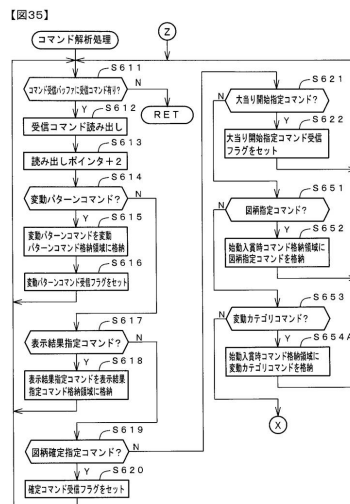 【図35】
コマンド解析処理
S611
コマンド受信バッファに受信コマンド有り?
N
Y
RET
S612
受信コマンド読み出し
S613
読み出しポインタ+2
S614
変動パターンコマンド?
N
Y
S615
変動パターンコマンドを変動
パターンコマンド格納領域に格納
S616
変動パターンコマンド受信フラグをセット
S617
表示結果指定コマンド?
N
Y
S618
表示結果指定コマンドを表示結果
指定コマンド格納領域に格納
S619
図柄確定指定コマンド?
N
Y
S620
確定コマンド受信フラグをセット
Z
S621
大当り開始指定コマンド?
N
Y
S622
大当り開始指定コマンド受信
フラグをセット
S651
図柄指定コマンド?
N
Y
S652
始動入賞時コマンド格納領域に
図柄指定コマンドを格納
S653
変動カテゴリコマンド?
N
Y
S654A
始動入賞時コマンド格納領域に
変動カテゴリコマンドを格納
X